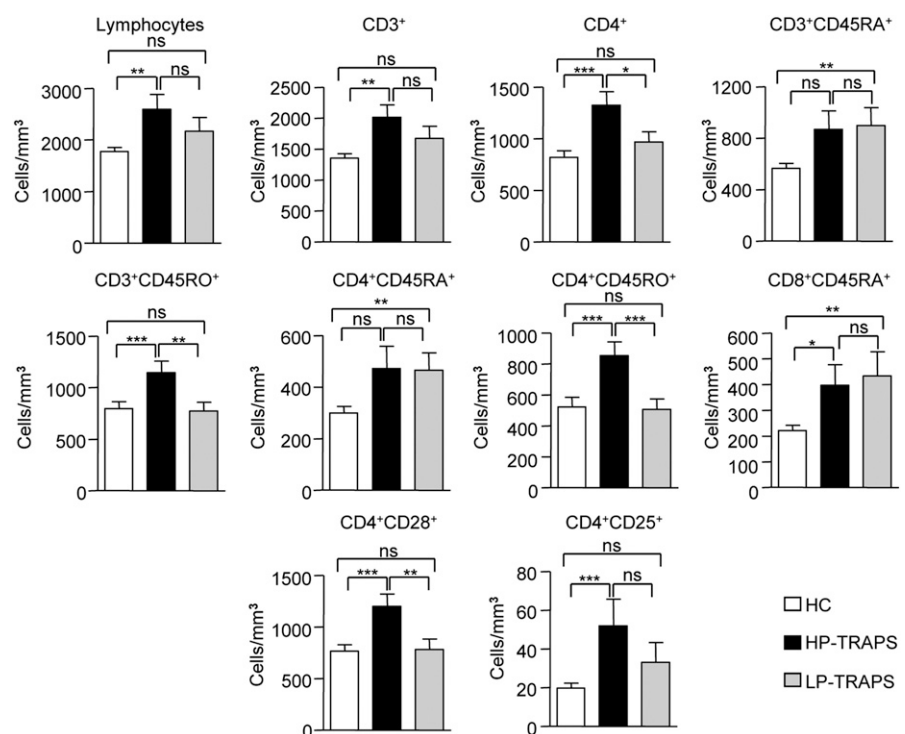 Lymphocytes
ns
** ns
3000
2000
1000
0
Cells/mm³
CD3⁺
ns
** ns
2500
2000
1500
1000
500
0
Cells/mm³
CD4⁺
ns
*** *
1500
1000
500
0
Cells/mm³
CD3⁺CD45RA⁺
**
ns ns
1200
800
400
0
Cells/mm³
CD3⁺CD45RO⁺
ns
*** **
1500
1000
500
0
Cells/mm³
CD4⁺CD45RA⁺
**
ns ns
600
400
200
0
Cells/mm³
CD4⁺CD45RO⁺
ns
*** ***
1000
800
600
400
200
0
Cells/mm³
CD8⁺CD45RA⁺
**
* ns
600
500
400
300
200
100
0
Cells/mm³
CD4⁺CD28⁺
ns
*** **
1500
1000
500
0
Cells/mm³
CD4⁺CD25⁺
ns
*** ns
80
60
40
20
0
Cells/mm³
HC
HP-TRAPS
LP-TRAPS